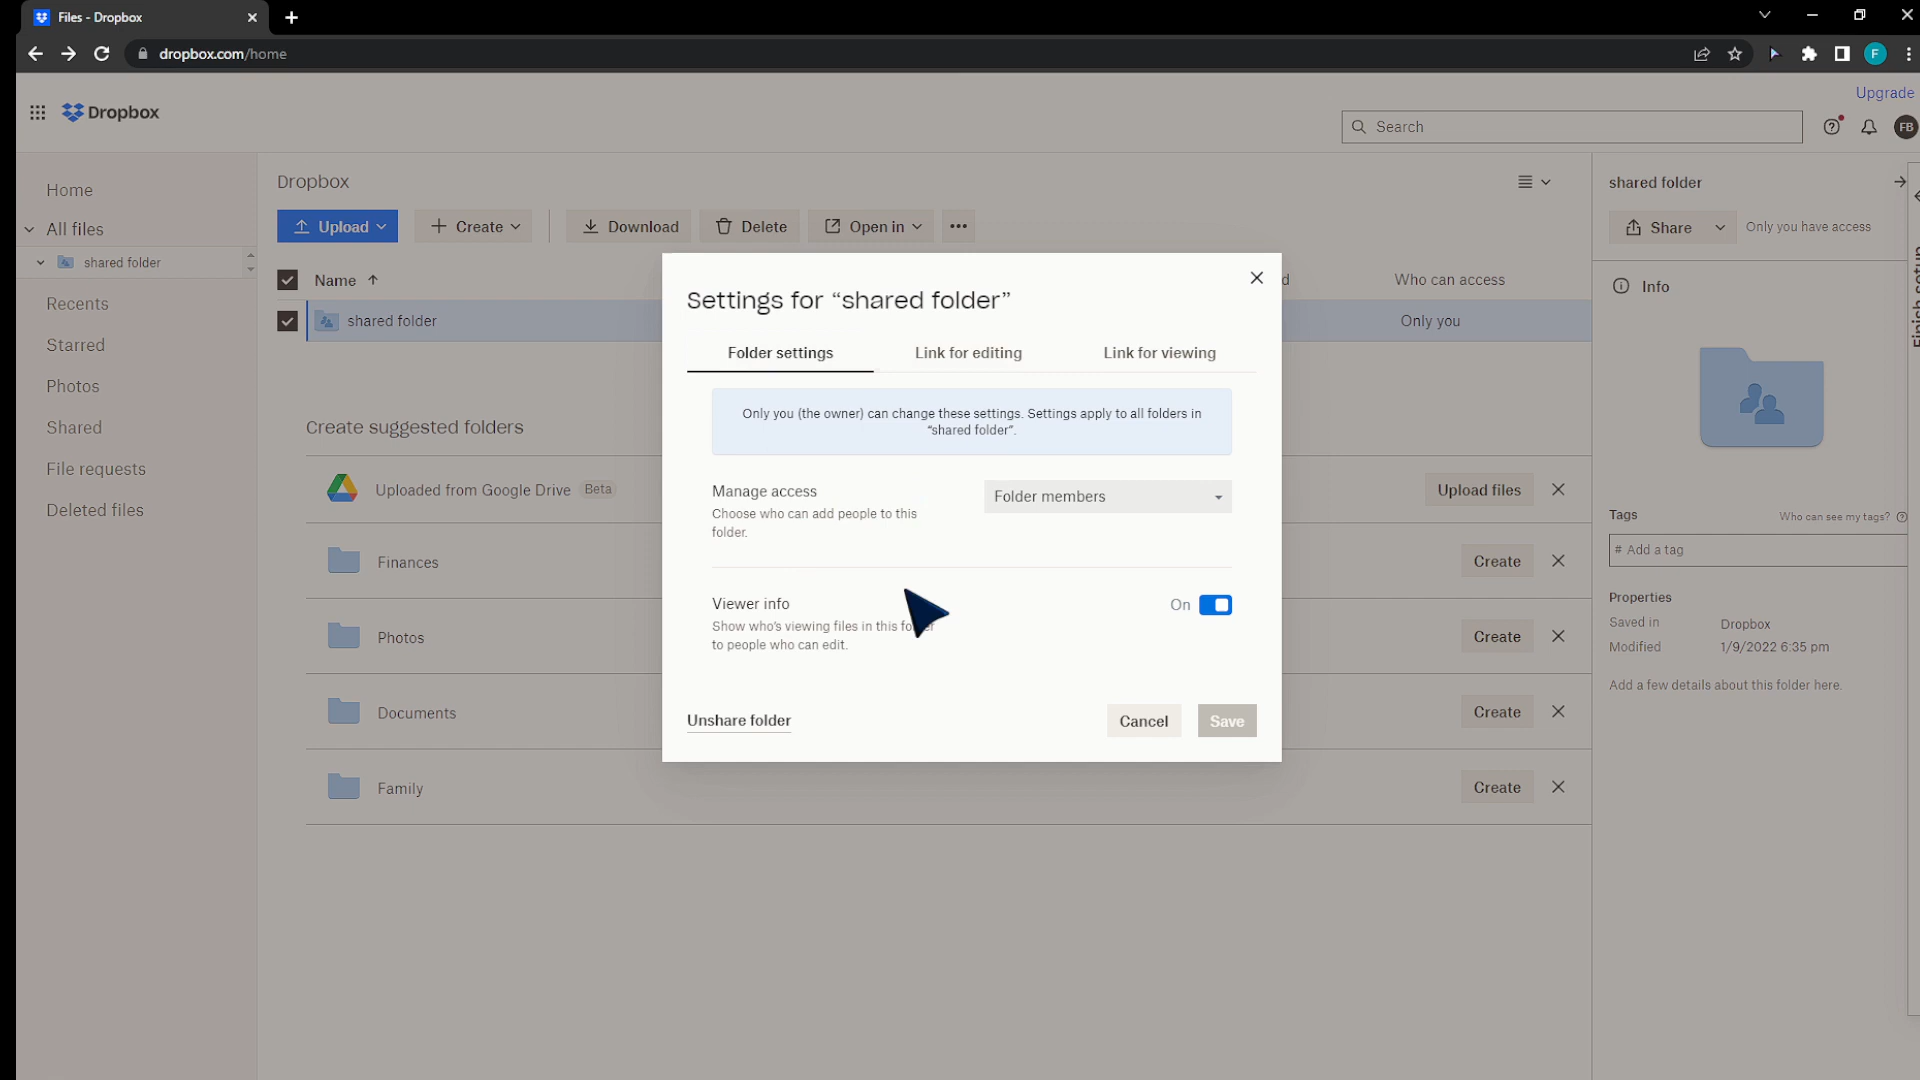 Files - Dropbox
dropbox.com/home
F
Upgrade
Dropbox
Search
FB
Home
All files
shared folder
Recents
Starred
Photos
Shared
File requests
Deleted files
Dropbox
Upload
Create
Download
Delete
Open in
Name
d
Who can access
shared folder
Only you
Create suggested folders
Uploaded from Google Drive Beta
Upload files
Finances
Create
Photos
Create
Documents
Create
Family
Create
Settings for “shared folder”
Folder settings
Link for editing
Link for viewing
Only you (the owner) can change these settings. Settings apply to all folders in
“shared folder”.
Manage access
Choose who can add people to this
folder.
Folder members
Viewer info
Show who's viewing files in this
to people who can edit.
On
Unshare folder
Cancel
Save
shared folder
Share
Only you have access
Info
Tags
Who can see my tags?
# Add a tag
Properties
Saved in
Dropbox
Modified
1/9/2022 6:35 pm
Add a few details about this folder here.
Finish setup